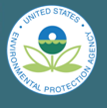 UNITED STATES
ENVIRONMENTAL PROTECTION AGENCY